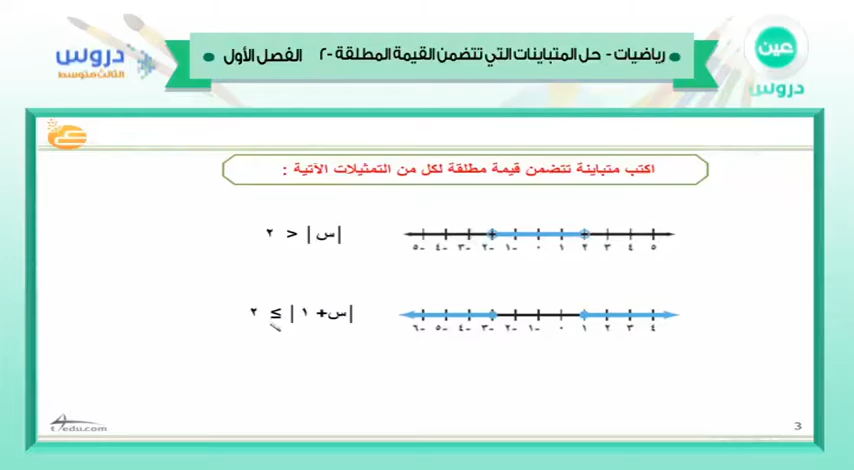 عين
دروس
رياضيات - حل المتباينات التي تتضمن القيمة المطلقة -٢ الفصل الأول
دروس
الثالث متوسط
اكتب متباينة تتضمن قيمة مطلقة لكل من التمثيلات الآتية :
|س| < ٢
-٥ -٤ -٣ -٢ -١ ٠ ١ ٢ ٣ ٤ ٥
|س+ ١ | ≥ ٢
-٦ -٥ -٤ -٣ -٢ -١ ٠ ١ ٢ ٣ ٤
t4edu.com
3